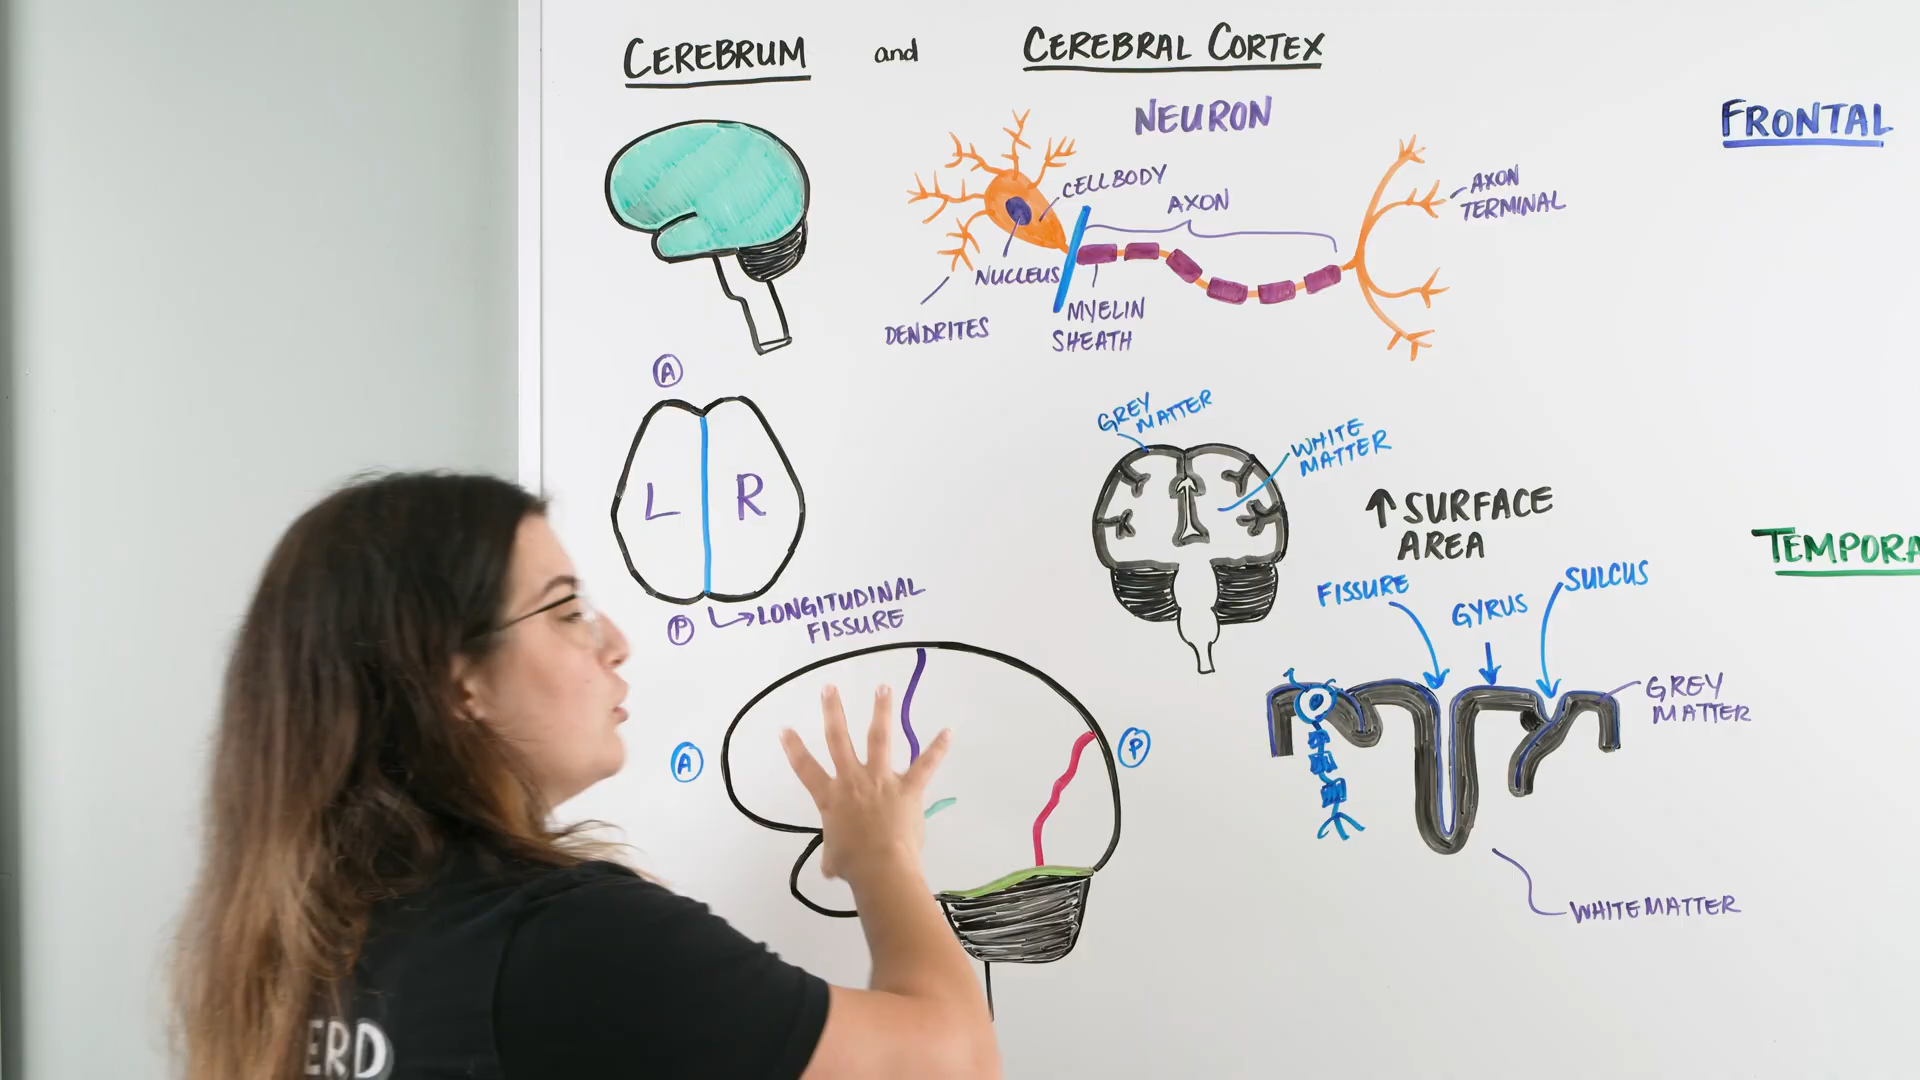 CEREBRUM and CEREBRAL CORTEX
NEURON
FRONTAL
CELL BODY
AXON
AXON
TERMINAL
NUCLEUS
DENDRITES
MYELIN
SHEATH
A
L R
P
LONGITUDINAL
FISSURE
GREY
MATTER
WHITE
MATTER
↑ SURFACE
AREA
TEMPORA
FISSURE
GYRUS
SULCUS
GREY
MATTER
WHITE MATTER
A
P
ERD